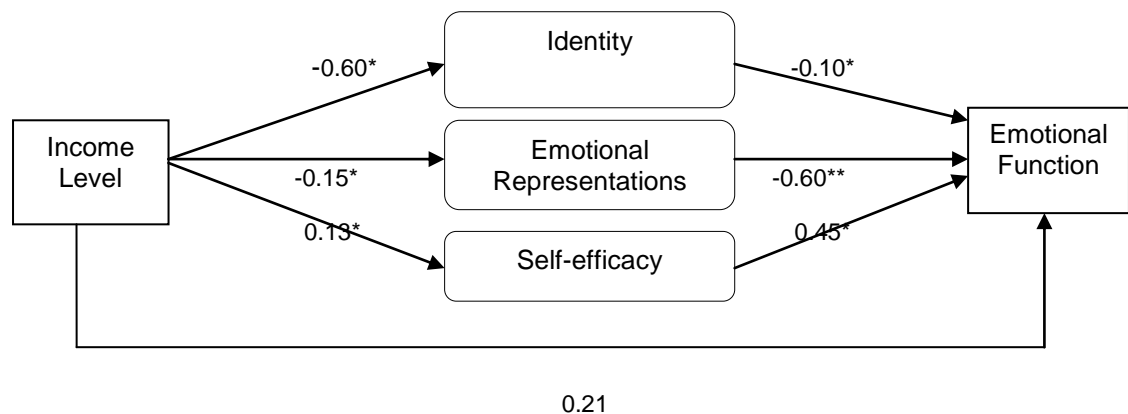 Identity
-0.60*
-0.10*
Income
Level
Emotional
Representations
Emotional
Function
-0.15*
-0.60**
0.13*
0.45*
Self-efficacy
0.21